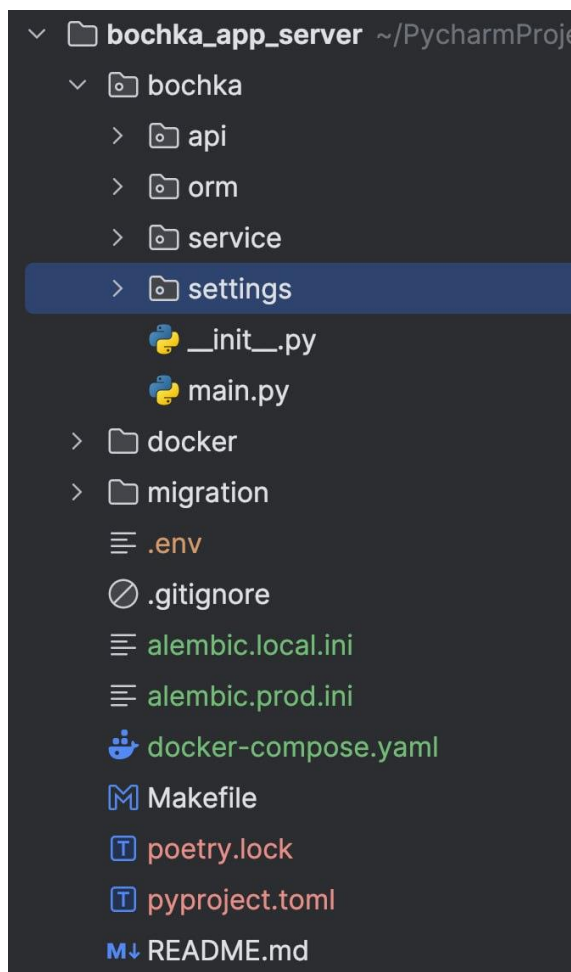 bochka_app_server ~/PycharmProje
bochka
api
orm
service
settings
__init__.py
main.py
docker
migration
.env
.gitignore
alembic.local.ini
alembic.prod.ini
docker-compose.yaml
Makefile
poetry.lock
pyproject.toml
README.md